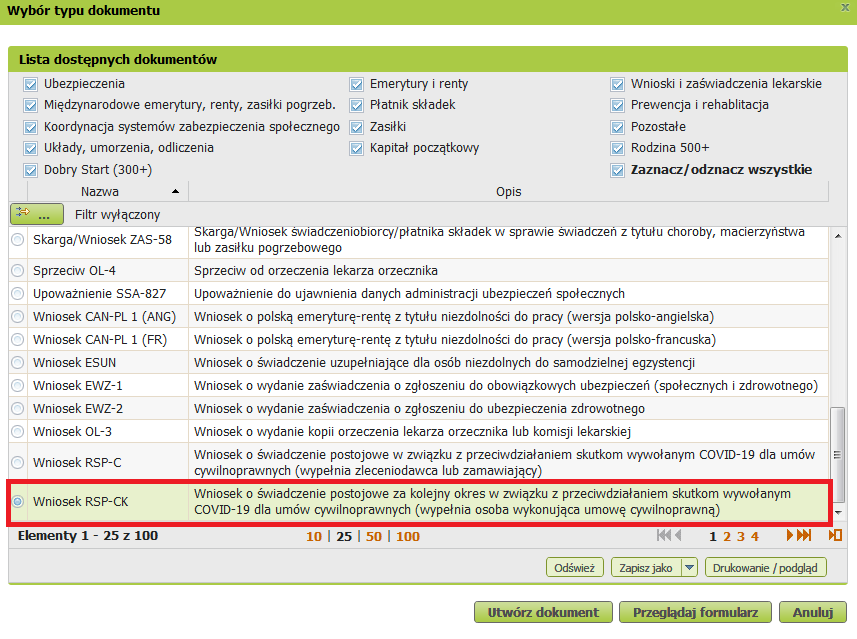 Wybór typu dokumentu
x
Lista dostępnych dokumentów
Ubezpieczenia
Emerytury i renty
Wnioski i zaświadczenia lekarskie
Międzynarodowe emerytury, renty, zasiłki pogrzeb.
Płatnik składek
Prewencja i rehablitacja
Koordynacja systemów zabezpieczenia społecznego
Zasiłki
Pozostałe
Układy, umorzenia, odliczenia
Kapitał początkowy
Rodzina 500+
Dobry Start (300+)
Zaznacz/odznacz wszystkie
Nazwa
Opis
...
Filtr wyłączony
Skarga/Wniosek ZAS-58
Skarga/Wniosek świadczeniobiorcy/płatnika składek w sprawie świadczeń z tytułu choroby, macierzyństwa
lub zasiłku pogrzebowego
Sprzeciw OL-4
Sprzeciw od orzeczenia lekarza orzecznika
Upoważnienie SSA-827
Upoważnienie do ujawnienia danych administracji ubezpieczeń społecznych
Wniosek CAN-PL 1 (ANG)
Wniosek o polską emeryturę-rentę z tytułu niezdolności do pracy (wersja polsko-angielska)
Wniosek CAN-PL 1 (FR)
Wniosek o polską emeryturę-rentę z tytułu niezdolności do pracy (wersja polsko-francuska)
Wniosek ESUN
Wniosek o świadczenie uzupełniające dla osób niezdolnych do samodzielnej egzystencji
Wniosek EWZ-1
Wniosek o wydanie zaświadczenia o zgłoszeniu do obowiązkowych ubezpieczeń (społecznych i zdrowotnego)
Wniosek EWZ-2
Wniosek o wydanie zaświadczenia o zgłoszeniu do ubezpieczenia zdrowotnego
Wniosek OL-3
Wniosek o wydanie kopii orzeczenia lekarza orzecznika lub komisji lekarskiej
Wniosek RSP-C
Wniosek o świadczenie postojowe w związku z przeciwdziałaniem skutkom wywołanym COVID-19 dla umów
cywilnoprawnych (wypełnia zleceniodawca lub zamawiający)
Wniosek RSP-CK
Wniosek o świadczenie postojowe za kolejny okres w związku z przeciwdziałaniem skutkom wywołanym
COVID-19 dla umów cywilnoprawnych (wypełnia osoba wykonująca umowę cywilnoprawną)
Elementy 1 - 25 z 100
10 | 25 | 50 | 100
1 2 3 4
Odśwież
Zapisz jako
Drukowanie / podgląd
Utwórz dokument
Przeglądaj formularz
Anuluj